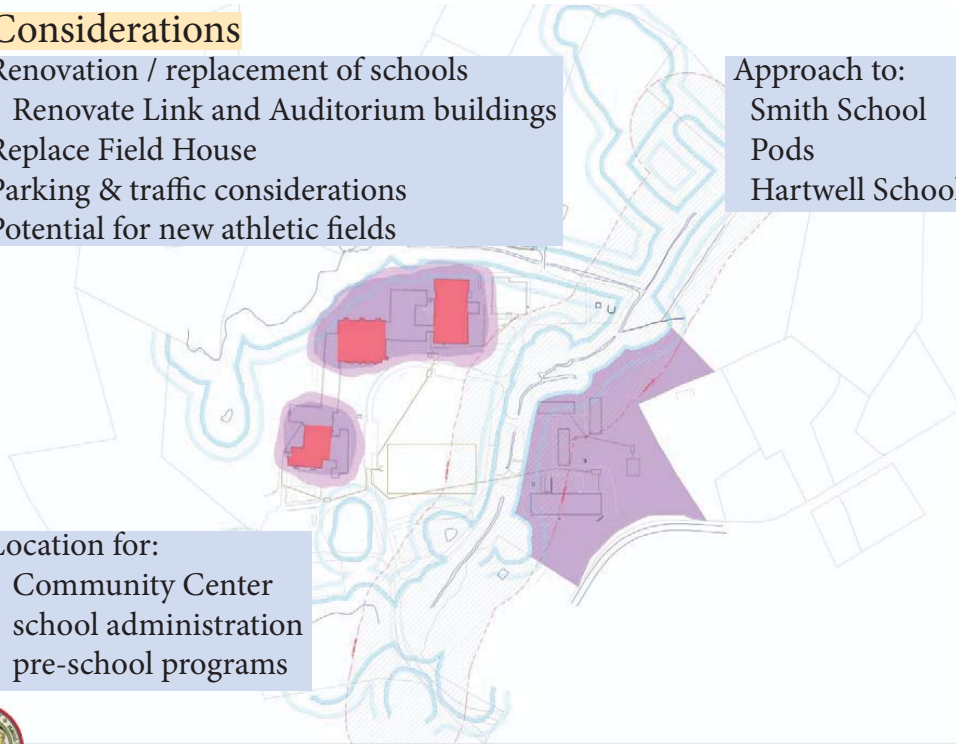 Considerations
Renovation / replacement of schools
Renovate Link and Auditorium buildings
Replace Field House
Parking & traffic considerations
Potential for new athletic fields
Approach to:
Smith School
Pods
Hartwell School
Location for:
Community Center
school administration
pre-school programs